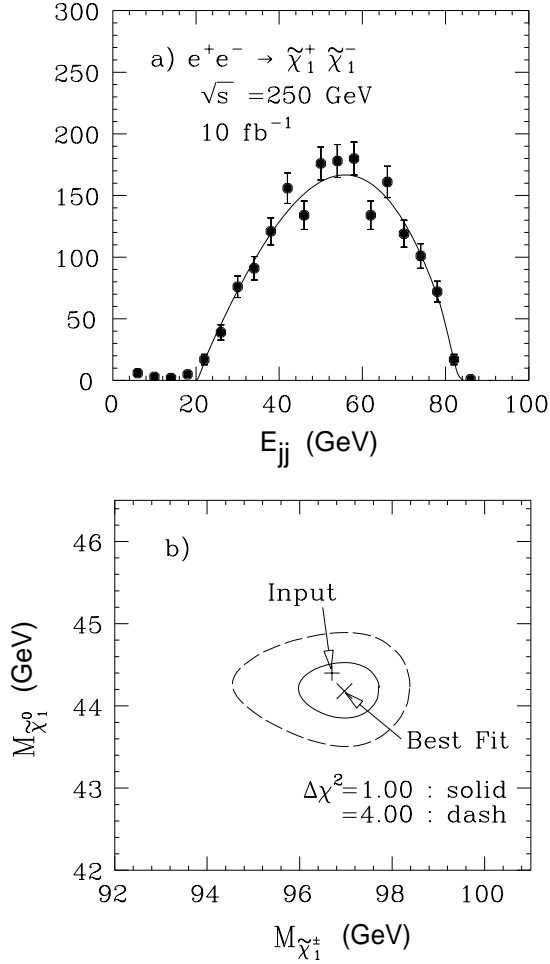 300
250
200
150
100
50
0
a) e⁺e⁻ → χ̃₁⁺ χ̃₁⁻
√s =250 GeV
10 fb⁻¹
0 20 40 60 80 100
E_jj (GeV)
46
45
44
43
42
M_χ̃₁⁰ (GeV)
b)
Input
Best Fit
Δχ²=1.00 : solid
=4.00 : dash
92 94 96 98 100
M_χ̃₁± (GeV)